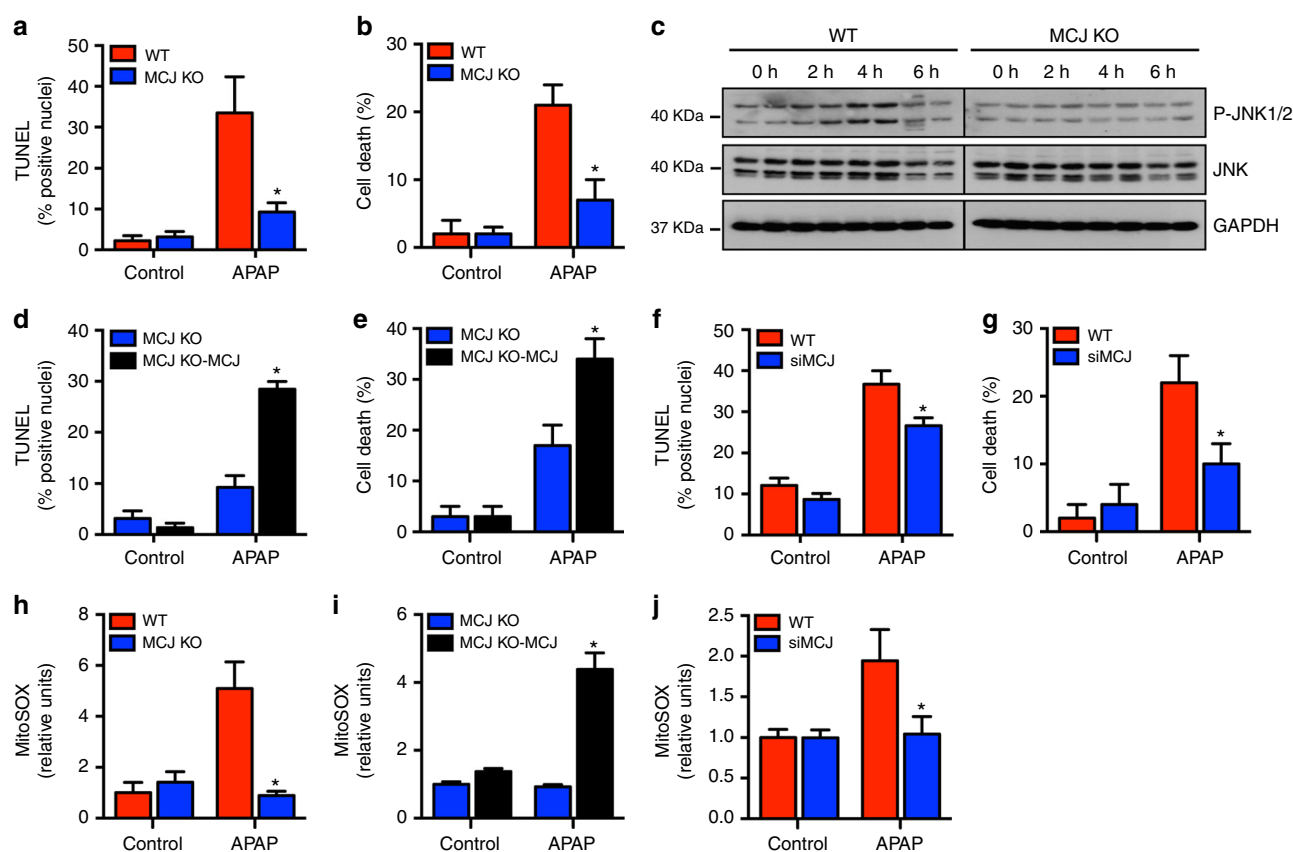 a
TUNEL
(% positive nuclei)
50
40
30
20
10
0
WT
MCJ KO
*
Control
APAP
b
Cell death (%)
30
20
10
0
WT
MCJ KO
*
Control
APAP
c
WT
MCJ KO
0 h 2 h 4 h 6 h
0 h 2 h 4 h 6 h
40 KDa
P-JNK1/2
40 KDa
JNK
37 KDa
GAPDH
d
TUNEL
(% positive nuclei)
40
30
20
10
0
MCJ KO
MCJ KO-MCJ
*
Control
APAP
e
Cell death (%)
40
30
20
10
0
MCJ KO
MCJ KO-MCJ
*
Control
APAP
f
TUNEL
(% positive nuclei)
50
40
30
20
10
0
WT
siMCJ
*
Control
APAP
g
Cell death (%)
30
20
10
0
WT
siMCJ
*
Control
APAP
h
MitoSOX
(relative units)
8
6
4
2
0
WT
MCJ KO
*
Control
APAP
i
MitoSOX
(relative units)
6
4
2
0
MCJ KO
MCJ KO-MCJ
*
Control
APAP
j
MitoSOX
(relative units)
2.5
2.0
1.5
1.0
0.5
0.0
WT
siMCJ
*
Control
APAP